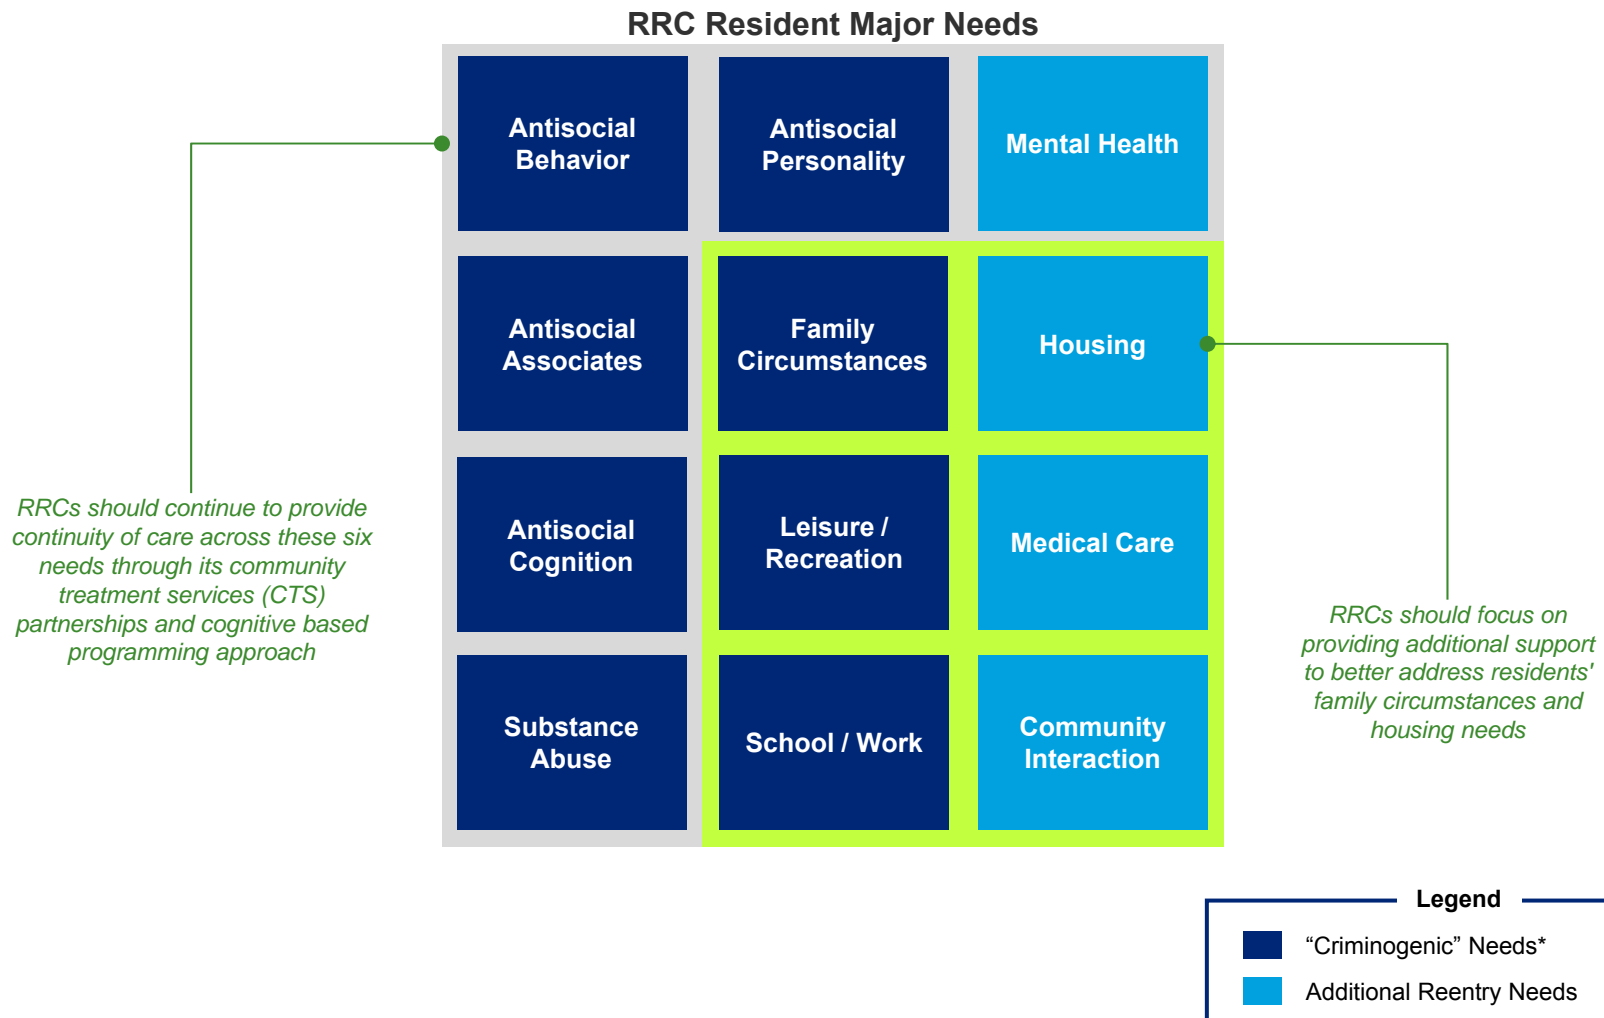 RRC Resident Major Needs
Antisocial
Behavior
Antisocial
Personality
Mental Health
Antisocial
Associates
Family
Circumstances
Housing
Antisocial
Cognition
Leisure /
Recreation
Medical Care
Substance
Abuse
School / Work
Community
Interaction
RRCs should continue to provide
continuity of care across these six
needs through its community
treatment services (CTS)
partnerships and cognitive based
programming approach
RRCs should focus on
providing additional support
to better address residents'
family circumstances and
housing needs
Legend
“Criminogenic” Needs*
Additional Reentry Needs